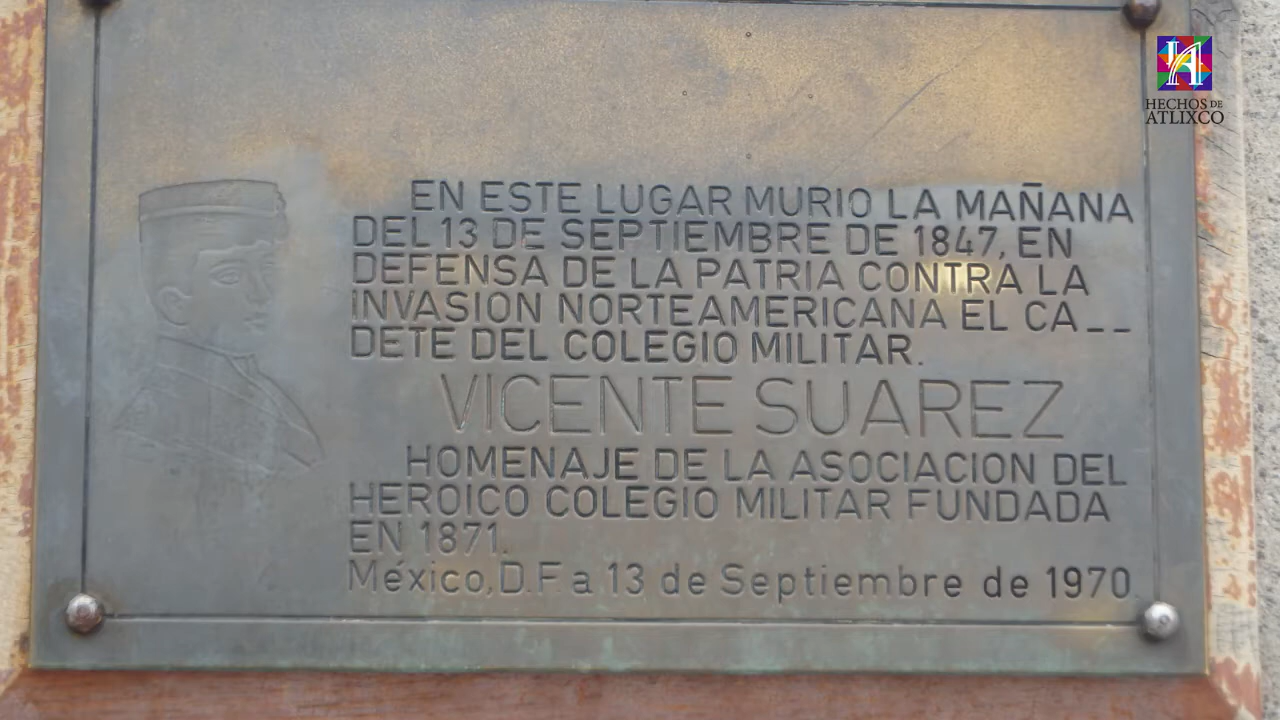 HECHOS DE
ATLIXCO
EN ESTE LUGAR MURIO LA MAÑANA
DEL 13 DE SEPTIEMBRE DE 1847, EN
DEFENSA DE LA PATRIA CONTRA LA
INVASION NORTEAMERICANA EL CA_ _
DETE DEL COLEGIO MILITAR.
VICENTE SUAREZ
HOMENAJE DE LA ASOCIACION DEL
HEROICO COLEGIO MILITAR FUNDADA
EN 1871.
México, D.F. a 13 de Septiembre de 1970.